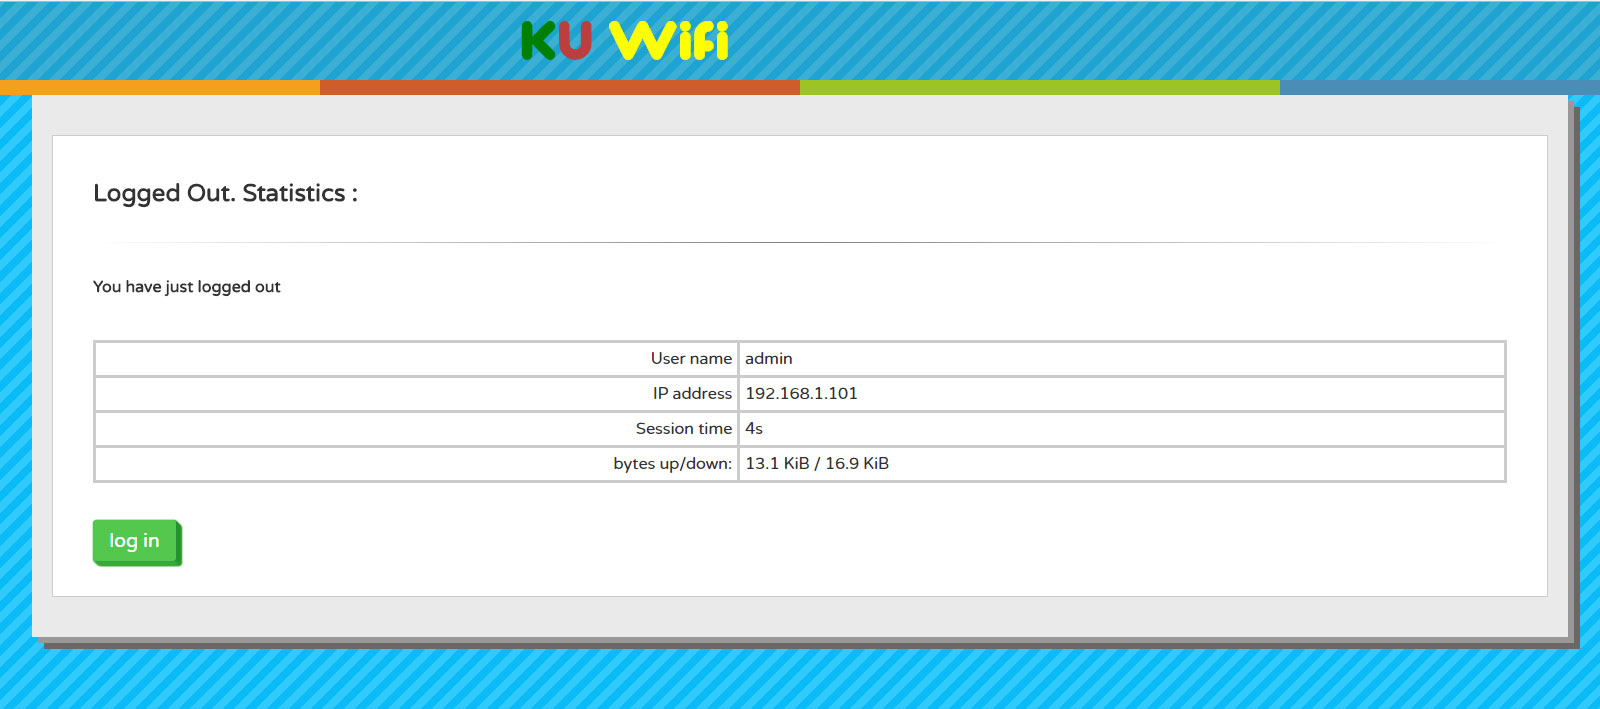 KU Wifi
Logged Out. Statistics :
You have just logged out
User name admin
IP address 192.168.1.101
Session time 4s
bytes up/down: 13.1 KiB / 16.9 KiB
log in